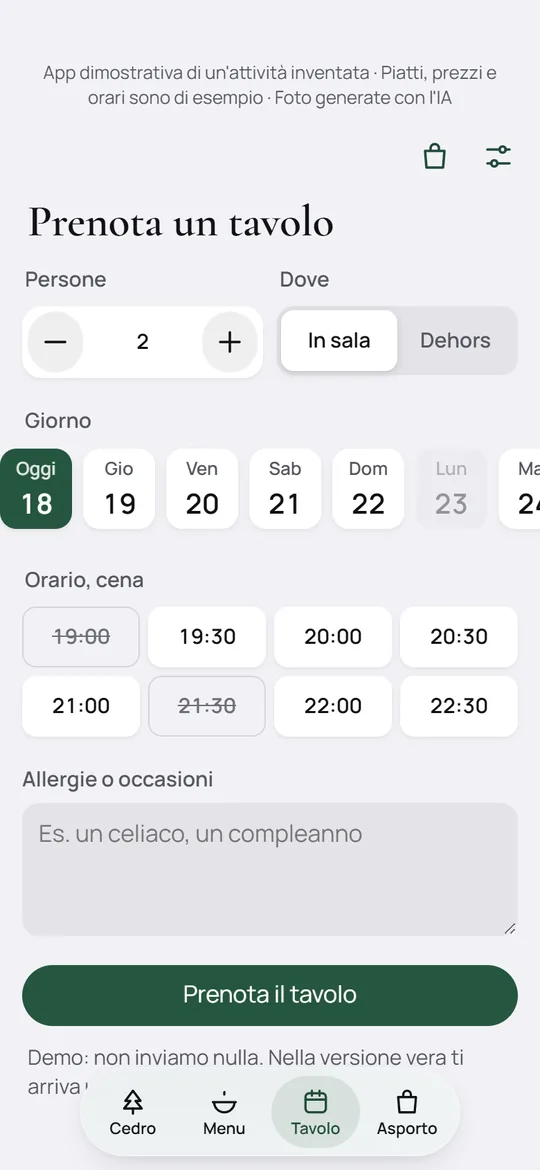 App dimostrativa di un'attività inventata · Piatti, prezzi e
orari sono di esempio · Foto generate con l'IA
Prenota un tavolo
Persone
Dove
2
In sala
Dehors
Giorno
Oggi
18
Gio
19
Ven
20
Sab
21
Dom
22
Lun
23
Orario, cena
19:00
19:30
20:00
20:30
21:00
21:30
22:00
22:30
Allergie o occasioni
Es. un celiaco, un compleanno
Prenota il tavolo
Demo: non inviamo nulla. Nella versione vera ti
arriva
Cedro
Menu
Tavolo
Asporto